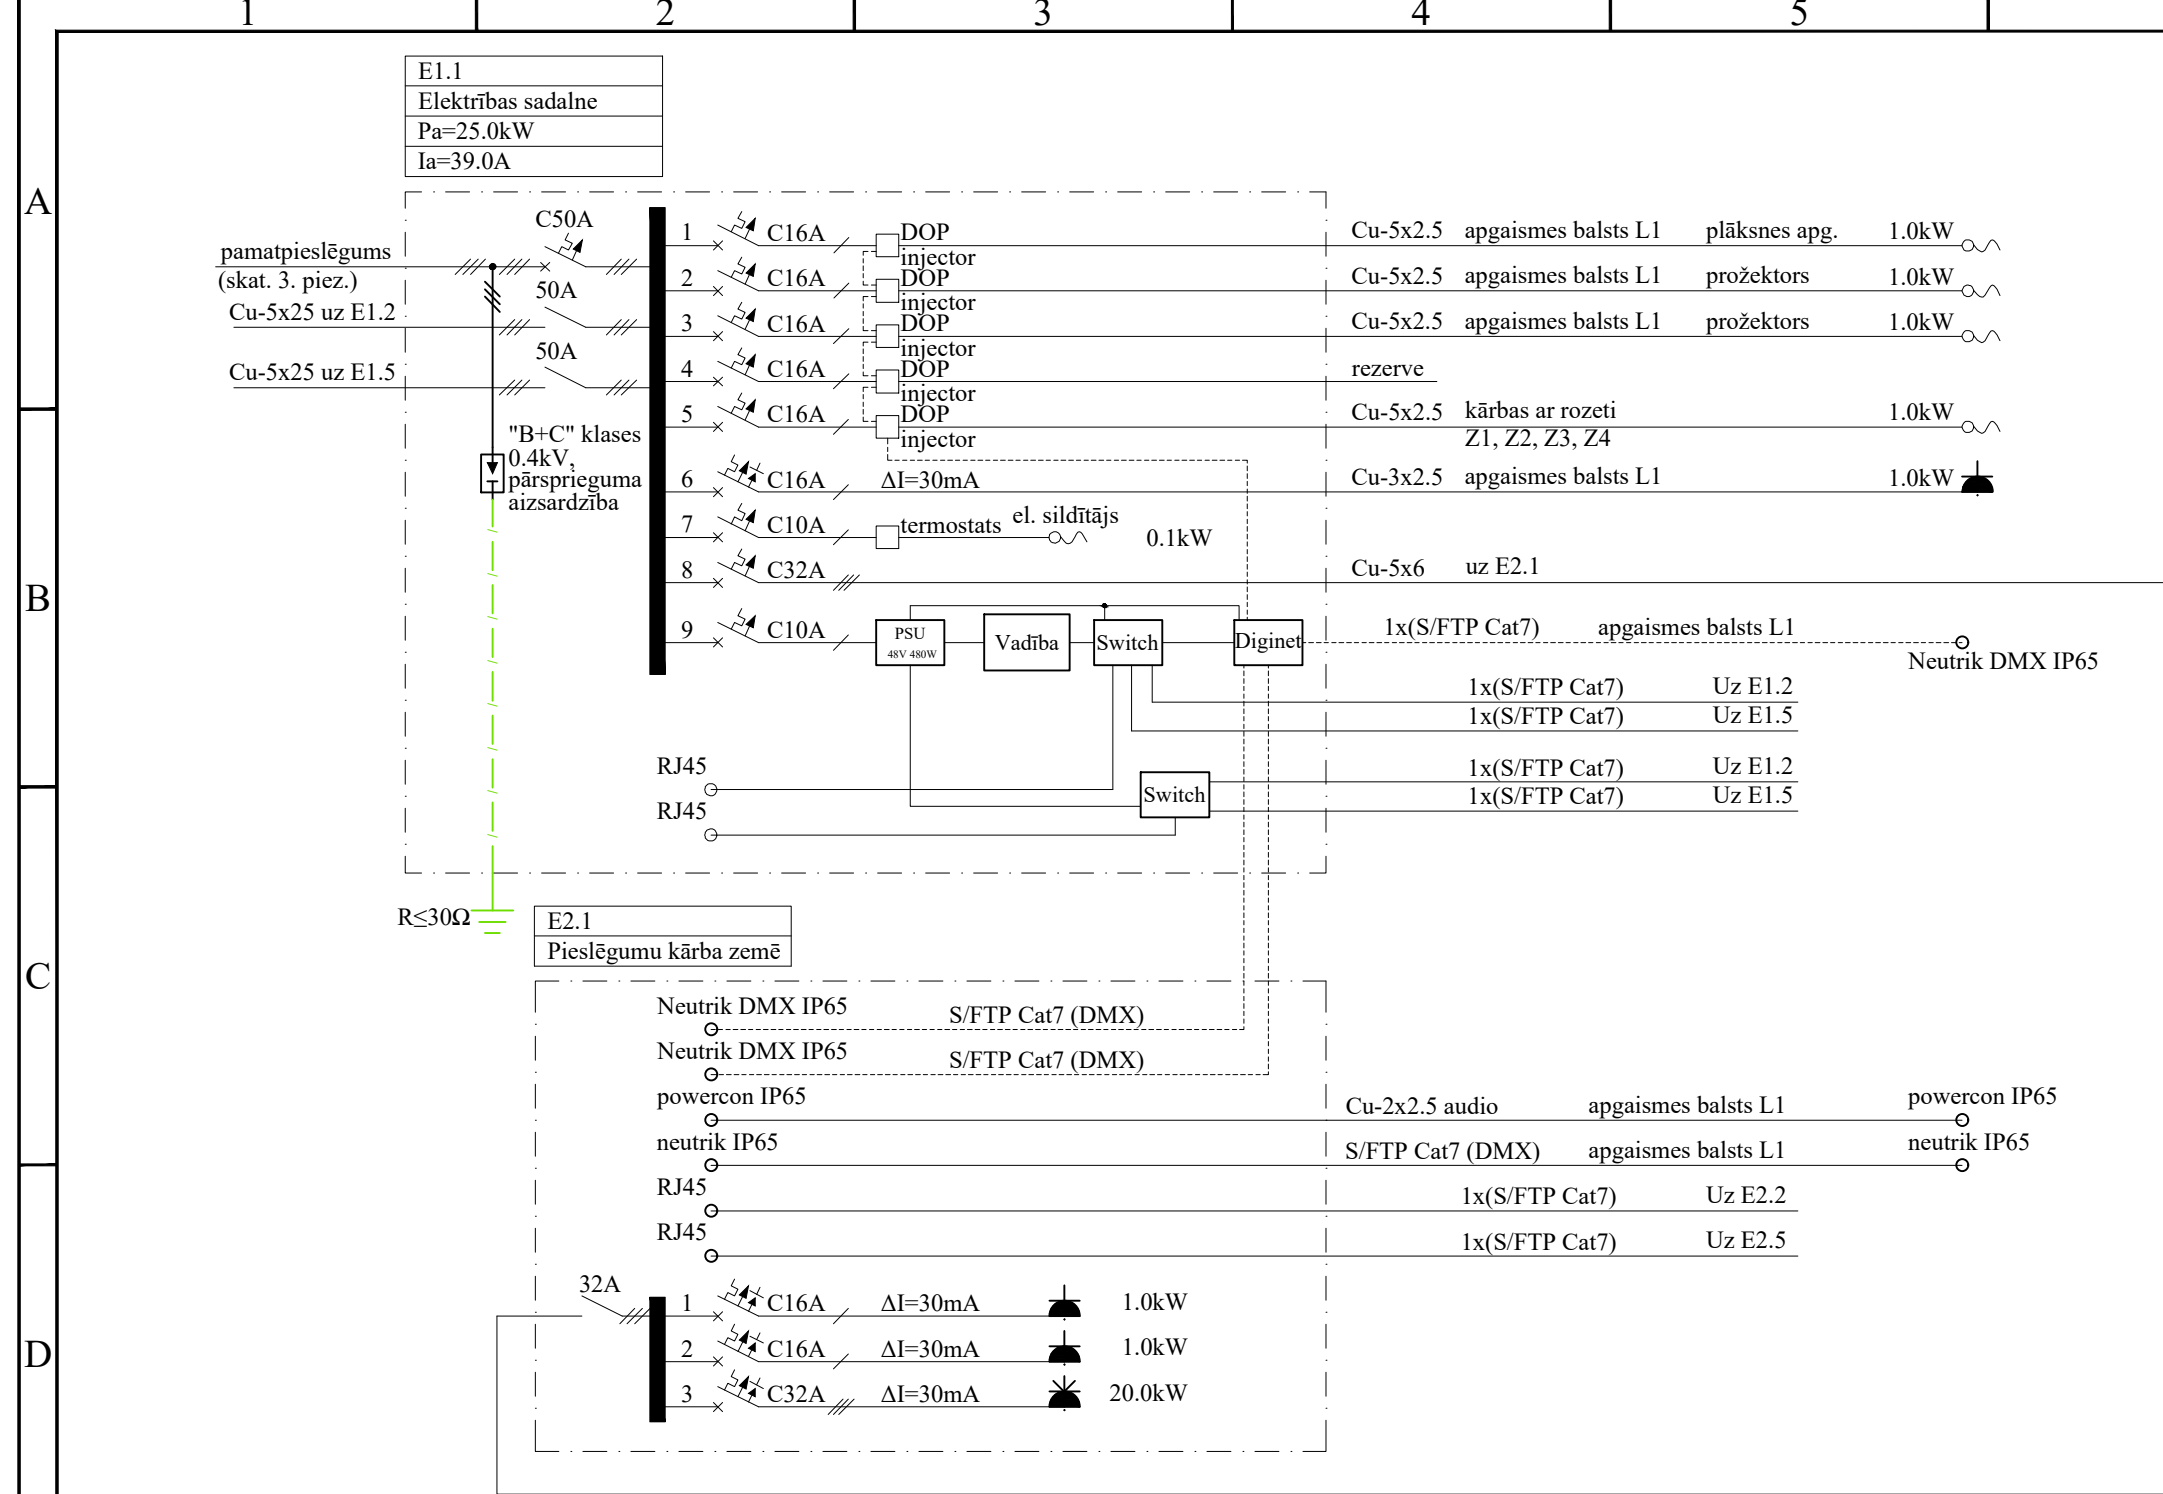 1 2 3 4 5
E1.1
Elektrības sadalne
Pa=25.0kW
Ia=39.0A
A
B
C
D
pamatpieslēgums
(skat. 3. piez.)
C50A
Cu-5x25 uz E1.2
50A
Cu-5x25 uz E1.5
50A
"B+C" klases
0.4kV,
pārsprieguma
aizsardzība
R≤30Ω
1 C16A DOP injector Cu-5x2.5 apgaismes balsts L1 plāksnes apg. 1.0kW
2 C16A DOP injector Cu-5x2.5 apgaismes balsts L1 prožektors 1.0kW
3 C16A DOP injector Cu-5x2.5 apgaismes balsts L1 prožektors 1.0kW
4 C16A DOP injector rezerve
5 C16A DOP injector Cu-5x2.5 kārbas ar rozeti 1.0kW
Z1, Z2, Z3, Z4
6 C16A ΔI=30mA Cu-3x2.5 apgaismes balsts L1 1.0kW
7 C10A termostats el. sildītājs 0.1kW
8 C32A Cu-5x6 uz E2.1
9 C10A PSU Vadība Switch Diginet 1x(S/FTP Cat7) apgaismes balsts L1
48V 480W
Neutrik DMX IP65
1x(S/FTP Cat7) Uz E1.2
1x(S/FTP Cat7) Uz E1.5
RJ45 1x(S/FTP Cat7) Uz E1.2
RJ45 Switch 1x(S/FTP Cat7) Uz E1.5
E2.1
Pieslēgumu kārba zemē
Neutrik DMX IP65 S/FTP Cat7 (DMX)
Neutrik DMX IP65 S/FTP Cat7 (DMX)
powercon IP65 Cu-2x2.5 audio apgaismes balsts L1 powercon IP65
neutrik IP65 S/FTP Cat7 (DMX) apgaismes balsts L1 neutrik IP65
RJ45 1x(S/FTP Cat7) Uz E2.2
RJ45 1x(S/FTP Cat7) Uz E2.5
32A
1 C16A ΔI=30mA 1.0kW
2 C16A ΔI=30mA 1.0kW
3 C32A ΔI=30mA 20.0kW